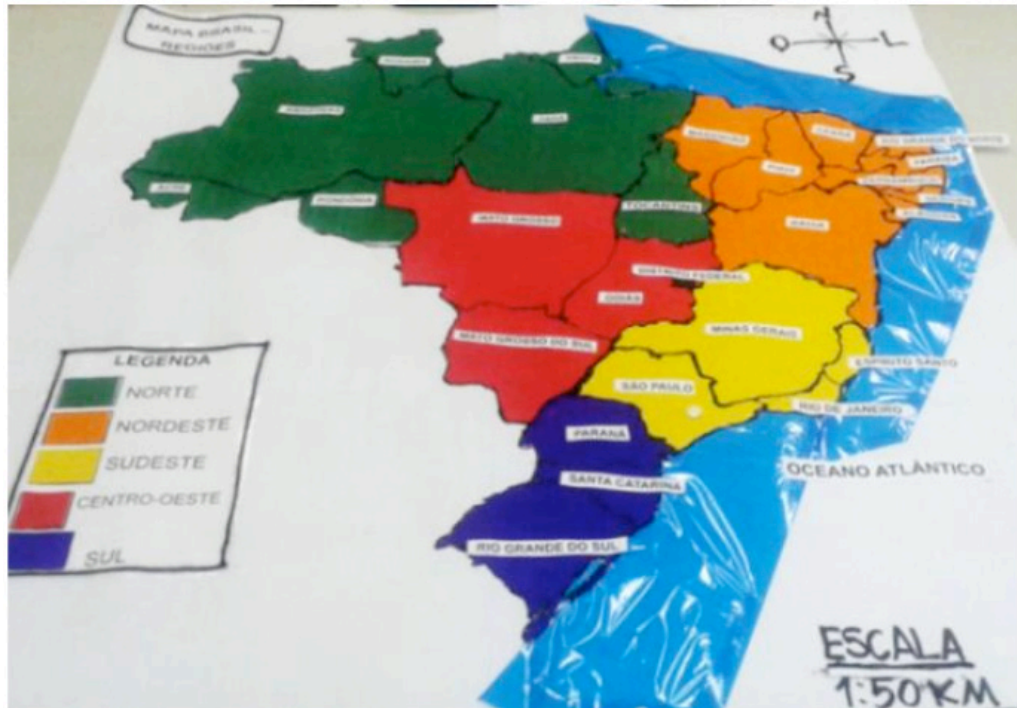 MAPA BRASIL -
REGIÕES
N
O
L
S
RORAIMA
AMAPÁ
AMAZONAS
PARÁ
MARANHÃO
CEARÁ
RIO GRANDE DO NORTE
PARAÍBA
PIAUÍ
PERNAMBUCO
ACRE
RONDÔNIA
TOCANTINS
MATO GROSSO
BAHIA
DISTRITO FEDERAL
GOIÁS
MINAS GERAIS
MATO GROSSO DO SUL
ESPÍRITO SANTO
SÃO PAULO
RIO DE JANEIRO
PARANÁ
SANTA CATARINA
RIO GRANDE DO SUL
OCEANO ATLÂNTICO
LEGENDA
NORTE
NORDESTE
SUDESTE
CENTRO-OESTE
SUL
ESCALA
1:50KM